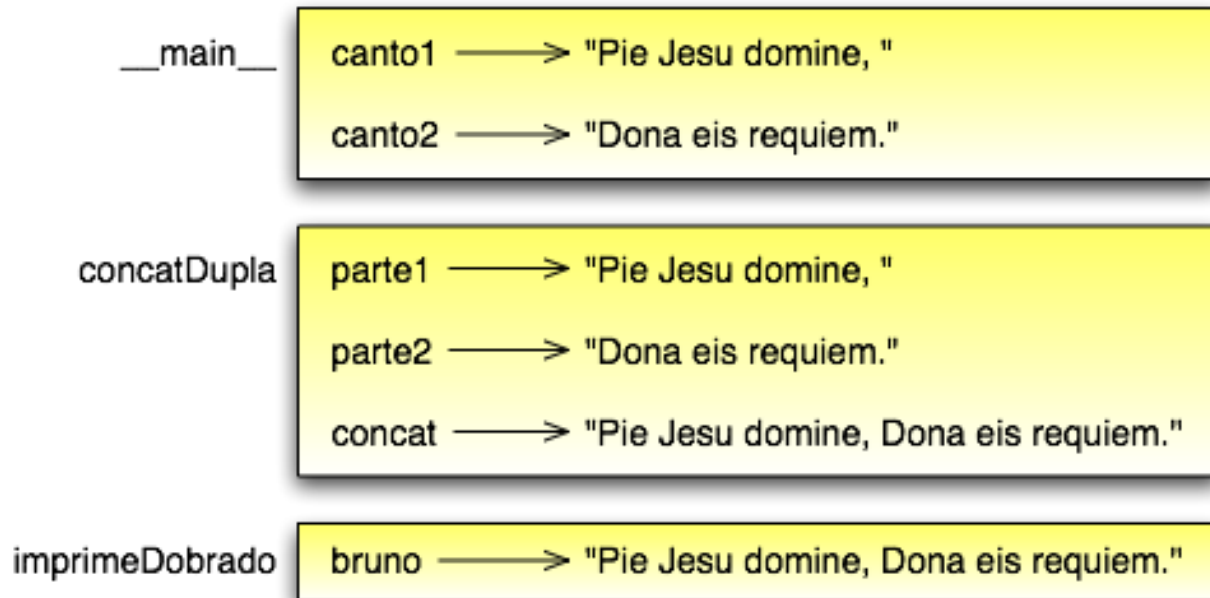 __main__ canto1 "Pie Jesu domine, "
canto2 "Dona eis requiem."
concatDupla parte1 "Pie Jesu domine, "
parte2 "Dona eis requiem."
concat "Pie Jesu domine, Dona eis requiem."
imprimeDobrado bruno "Pie Jesu domine, Dona eis requiem."